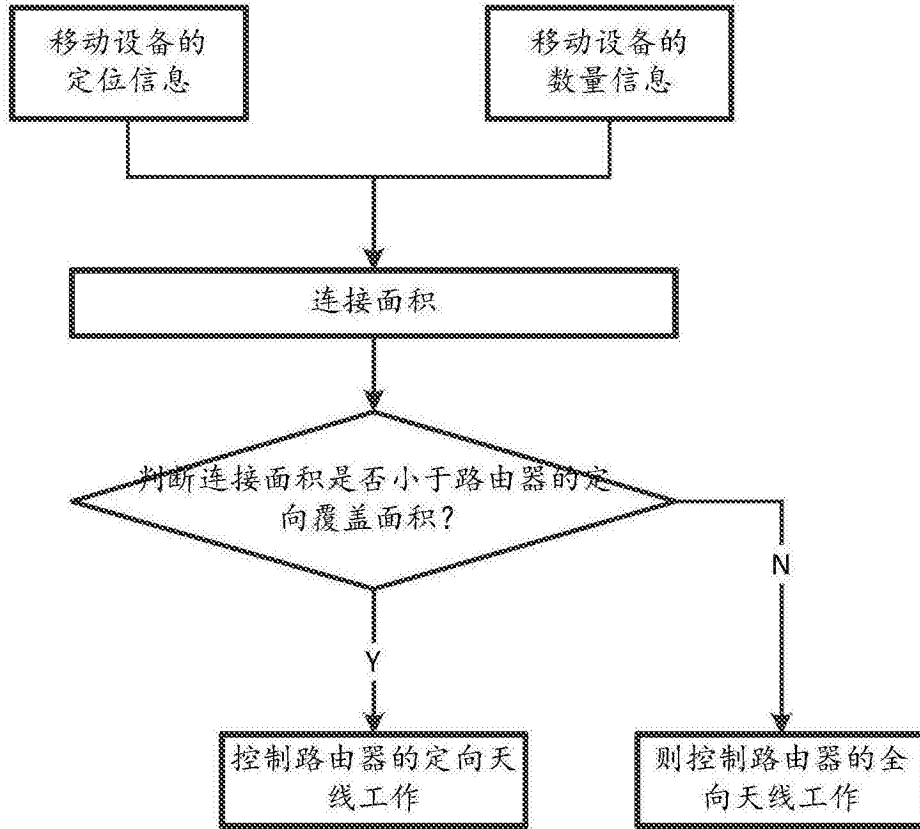 移动设备的
定位信息
移动设备的
数量信息
连接面积
判断连接面积是否小于路由器的定
向覆盖面积？
N
Y
控制路由器的定向天
线工作
则控制路由器的全
向天线工作